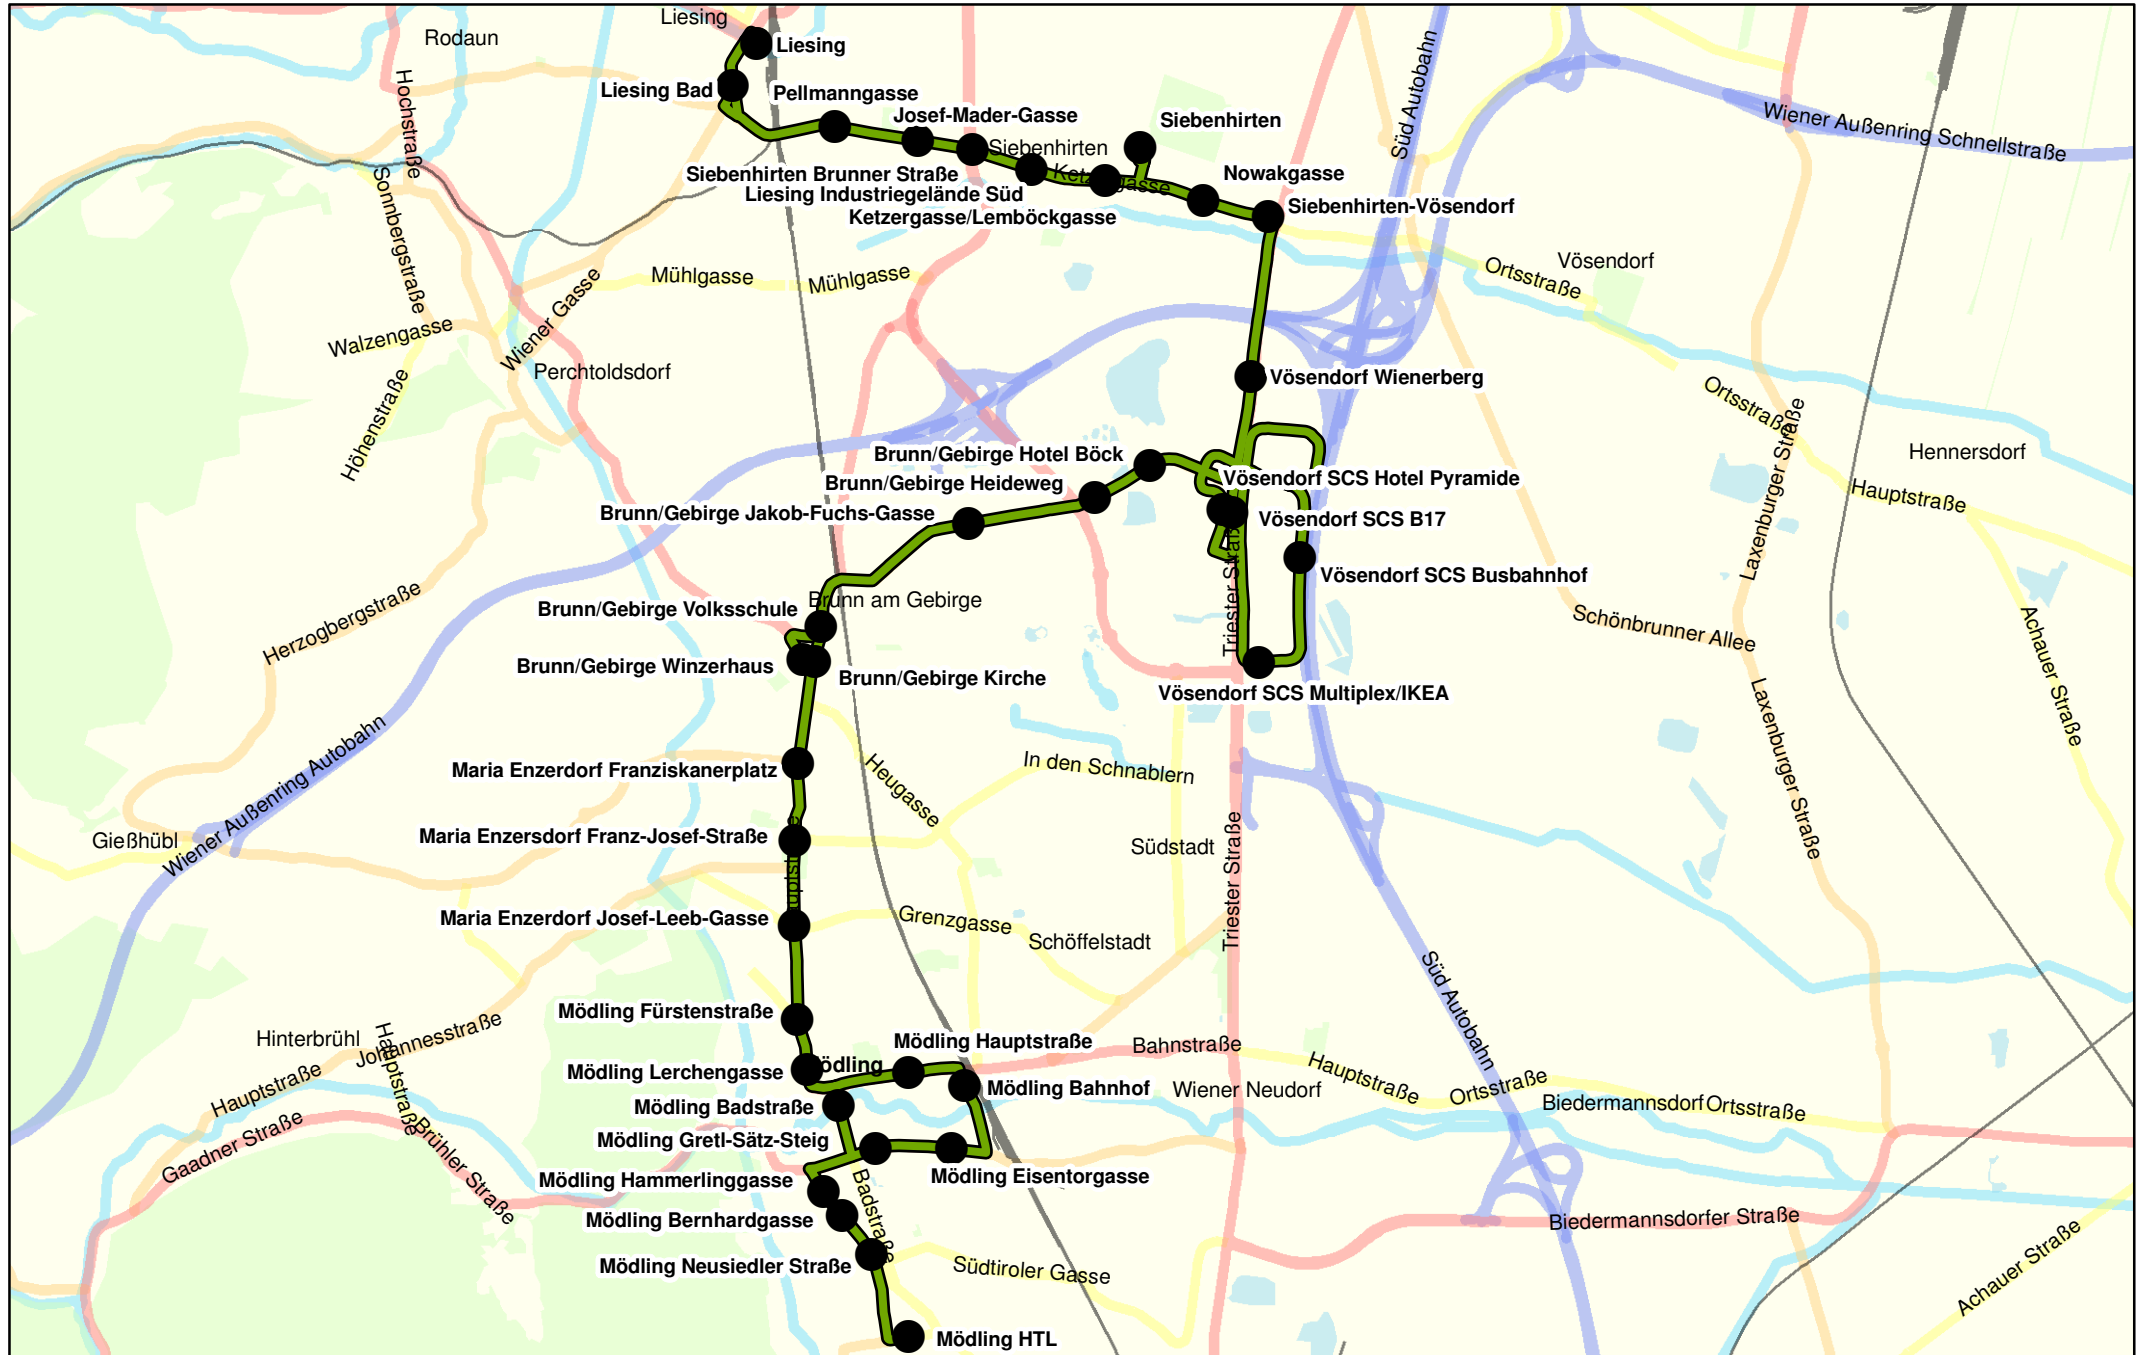 Liesing
Rodaun
Liesing
Liesing Bad
Pellmanngasse
Josef-Mader-Gasse
Siebenhirten
Siebenhirten
Siebenhirten Brunner Straße
Liesing Industriegelände Süd
Ketzergasse/Lemböckgasse
Ketzergasse
Nowakgasse
Siebenhirten-Vösendorf
Süd Autobahn
Wiener Außenring Schnellstraße
Hochstraße
Sonnbergstraße
Mühlgasse
Mühlgasse
Ortsstraße
Vösendorf
Walzengasse
Wiener Gasse
Höhenstraße
Perchtoldsdorf
Vösendorf Wienerberg
Ortsstraße
Laxenburger Straße
Hennersdorf
Hauptstraße
Brunn/Gebirge Hotel Böck
Brunn/Gebirge Heideweg
Brunn/Gebirge Jakob-Fuchs-Gasse
Vösendorf SCS Hotel Pyramide
Vösendorf SCS B17
Vösendorf SCS Busbahnhof
Triester Straße
Herzogbergstraße
Brunn/Gebirge Volksschule
Brunn am Gebirge
Schönbrunner Allee
Achauer Straße
Brunn/Gebirge Winzerhaus
Brunn/Gebirge Kirche
Vösendorf SCS Multiplex/IKEA
Laxenburger Straße
Wiener Außenring Autobahn
Maria Enzerdorf Franziskanerplatz
Heugasse
In den Schnablern
Gießhübl
Maria Enzersdorf Franz-Josef-Straße
Südstadt
Triester Straße
Maria Enzerdorf Josef-Leeb-Gasse
Grenzgasse
Schöffelstadt
Süd Autobahn
Mödling Fürstenstraße
Hinterbrühl
Johannesstraße
Hauptstraße
Hauptstraße
Mödling Hauptstraße
Bahnstraße
Mödling Lerchengasse
Mödling
Mödling Bahnhof
Wiener Neudorf
Hauptstraße
Ortsstraße
Biedermannsdorf
Ortsstraße
Mödling Badstraße
Gaadner Straße
Brühler Straße
Mödling Gretl-Sätz-Steig
Mödling Eisentorgasse
Mödling Hammerlinggasse
Badstraße
Mödling Bernhardgasse
Biedermannsdorfer Straße
Mödling Neusiedler Straße
Südtiroler Gasse
Achauer Straße
Mödling HTL